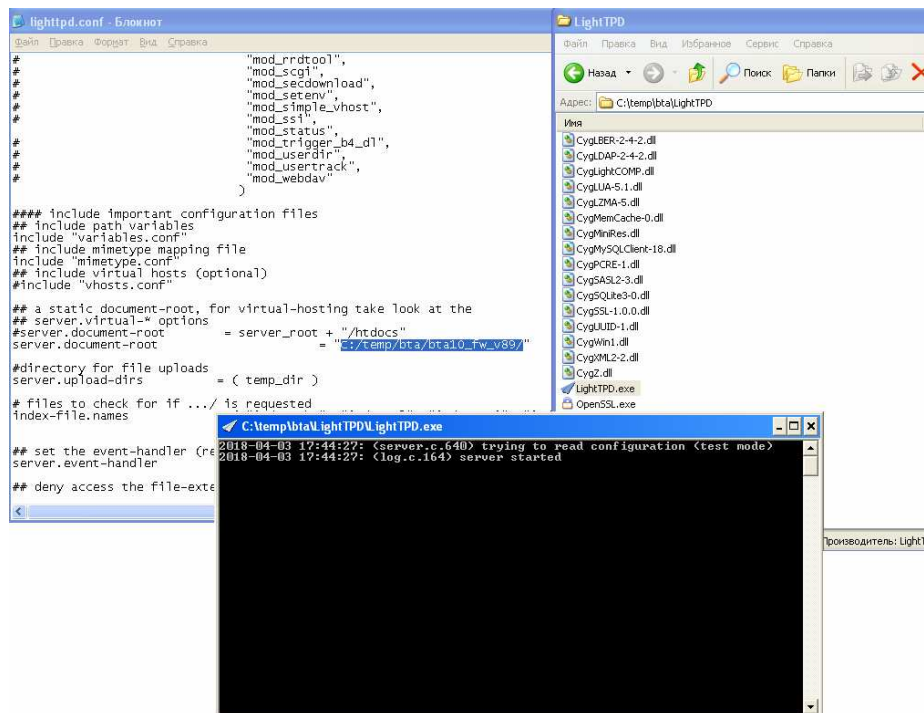 lighttpd.conf - Блокнот
Файл Правка Формат Вид Справка
# "mod_rrdtool",
# "mod_scgi",
# "mod_secdownload",
# "mod_setenv",
# "mod_simple_vhost",
# "mod_ssi",
"mod_status",
# "mod_trigger_b4_dl",
# "mod_userdir",
# "mod_usertrack",
# "mod_webdav"
)
#### include important configuration files
## include path variables
include "variables.conf"
## include mimetype mapping file
include "mimetype.conf"
## include virtual hosts (optional)
#include "vhosts.conf"
## a static document-root, for virtual-hosting take look at the
## server.virtual-* options
#server.document-root = server_root + "/htdocs"
server.document-root = "C:/temp/bta/bta10_fw_v89/"
#directory for file uploads
server.upload-dirs = ( temp_dir )
# files to check for if .../ is requested
index-file.names
## set the event-handler (re
server.event-handler
## deny access the file-exte
LightTPD
Файл Правка Вид Избранное Сервис Справка
Назад Поиск Папки
Адрес: C:\temp\bta\LightTPD
Имя
CygLBER-2-4-2.dll
CygLDAP-2-4-2.dll
CygLightCOMP.dll
CygLUA-5.1.dll
CygLZMA-5.dll
CygMemCache-0.dll
CygMiniRes.dll
CygMySQLClient-18.dll
CygPCRE-1.dll
CygSASL2-3.dll
CygSQLite3-0.dll
CygSSL-1.0.0.dll
CygUUID-1.dll
CygWin1.dll
CygXML2-2.dll
CygZ.dll
LightTPD.exe
OpenSSL.exe
Производитель: LightT
C:\temp\bta\LightTPD\LightTPD.exe
2018-04-03 17:44:27: (server.c.640) trying to read configuration (test mode)
2018-04-03 17:44:27: (log.c.164) server started